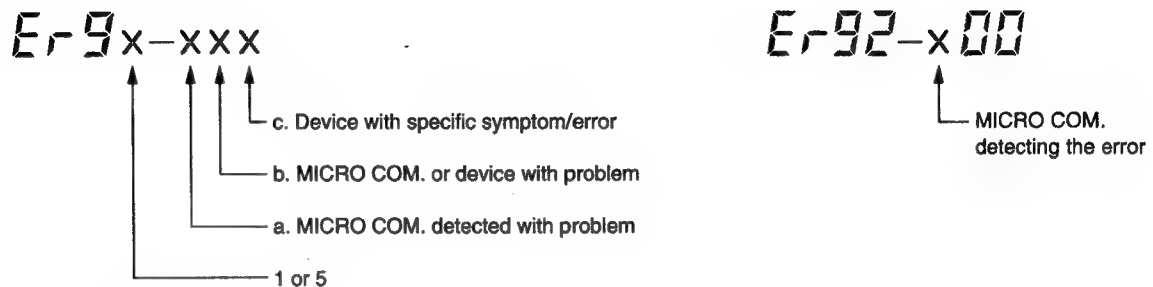 Er9x-xxx
c. Device with specific symptom/error
b. MICRO COM. or device with problem
a. MICRO COM. detected with problem
1 or 5
Er92-x00
MICRO COM.
detecting the error